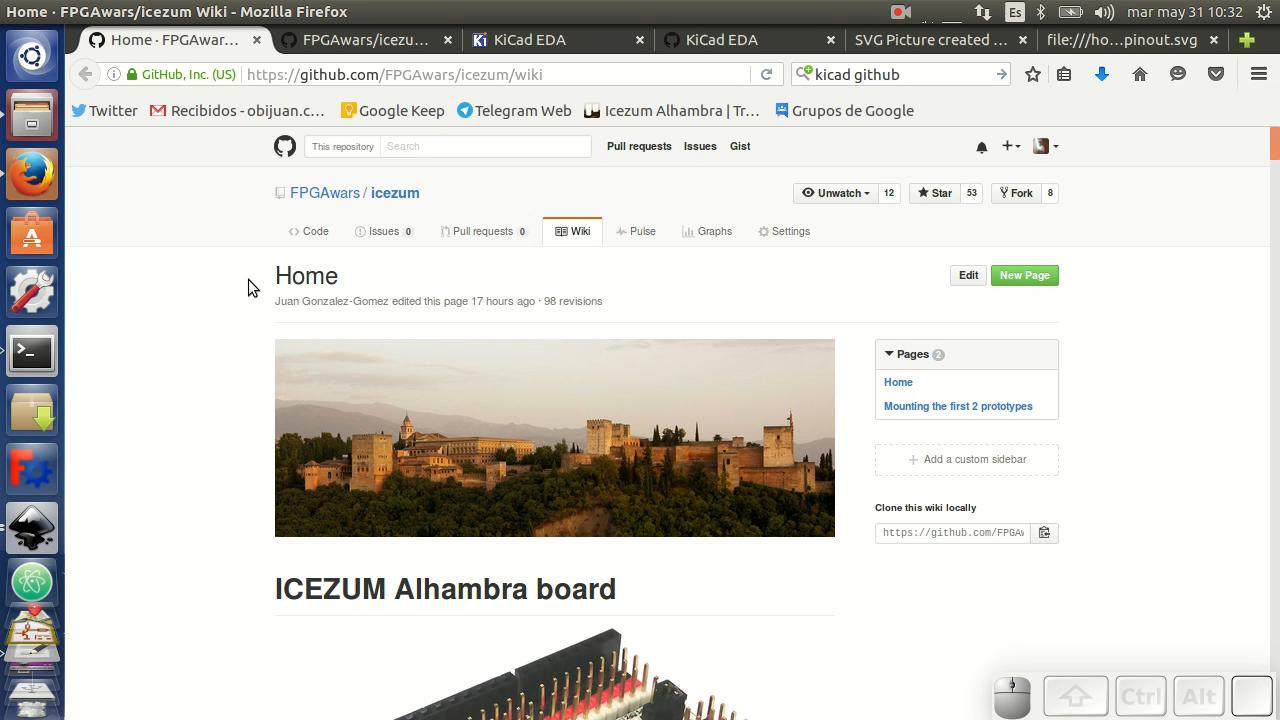 Home · FPGAwars/icezum Wiki - Mozilla Firefox
Es
mar may 31 10:32
Home · FPGAwar...
FPGAwars/icezu...
KiCad EDA
KiCad EDA
SVG Picture created ...
file:///ho...pinout.svg
GitHub, Inc. (US)
https://github.com/FPGAwars/icezum/wiki
kicad github
Twitter
Recibidos - obijuan.c...
Google Keep
Telegram Web
Icezum Alhambra | Tr...
Grupos de Google
This repository
Search
Pull requests
Issues
Gist
FPGAwars / icezum
Unwatch
12
Star
53
Fork
8
Code
Issues 0
Pull requests 0
Wiki
Pulse
Graphs
Settings
Home
Edit
New Page
Juan Gonzalez-Gomez edited this page 17 hours ago · 98 revisions
Pages 2
Home
Mounting the first 2 prototypes
Add a custom sidebar
Clone this wiki locally
https://github.com/FPGAw
ICEZUM Alhambra board
Ctrl
Alt